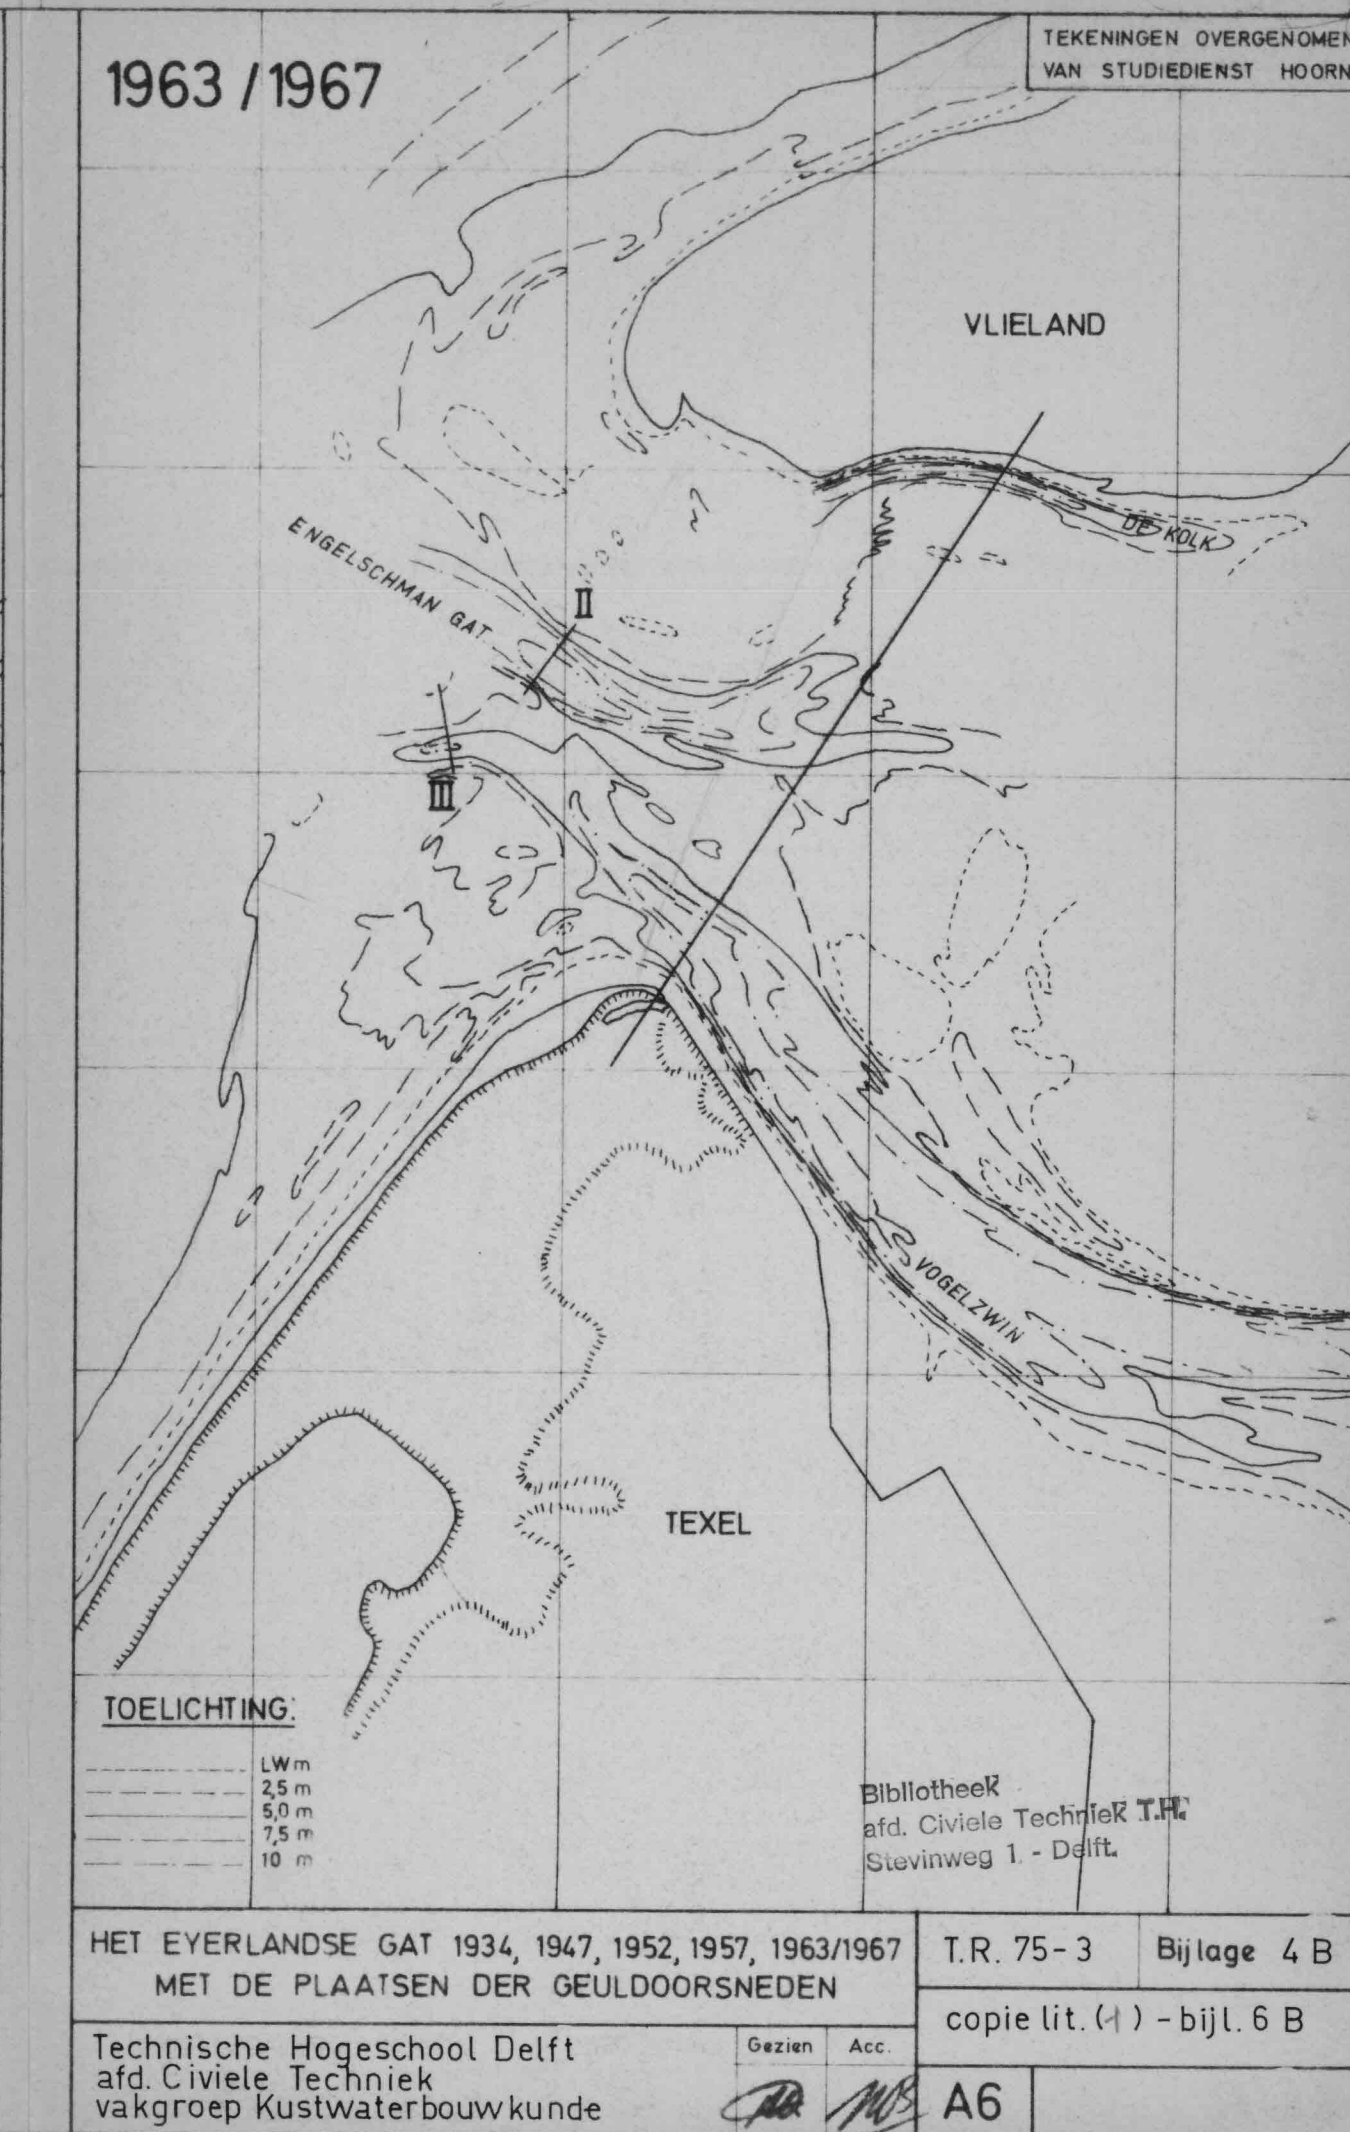 1963/1967
TEKENINGEN OVERGENOMEN
VAN STUDIEDIENST HOORN
VLIELAND
DE KOLK
ENGELSCHMAN GAT
II
III
VOGELZWIN
TEXEL
TOELICHTING:
LW m
2,5 m
5,0 m
7,5 m
10 m
Bibliotheek
afd. Civiele Techniek T.H.
Stevinweg 1 - Delft.
HET EYERLANDSE GAT 1934, 1947, 1952, 1957, 1963/1967
MET DE PLAATSEN DER GEULDOORSNEDEN
T.R. 75-3
Bijlage 4 B
copie lit. (1) - bijl. 6 B
Technische Hogeschool Delft
afd. Civiele Techniek
vakgroep Kustwaterbouwkunde
Gezien
Acc.
A6